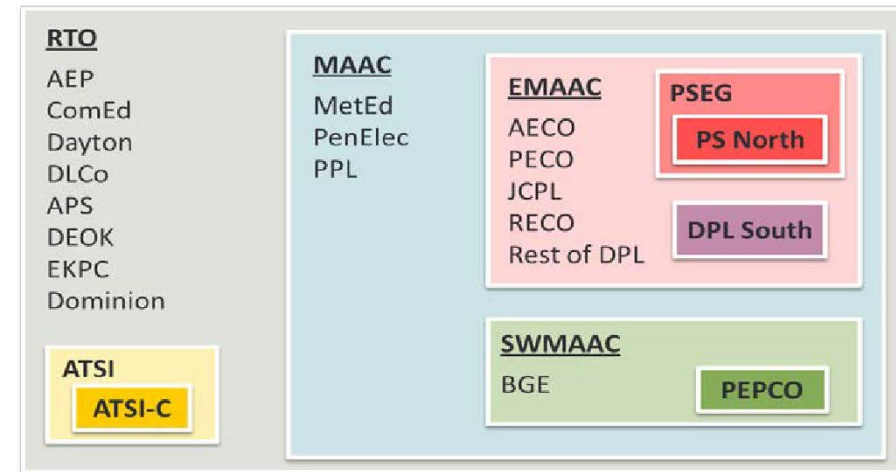 RTO
AEP
ComEd
Dayton
DLCo
APS
DEOK
EKPC
Dominion
ATSI
ATSI-C
MAAC
MetEd
PenElec
PPL
EMAAC
AECO
PECO
JCPL
RECO
Rest of DPL
PSEG
PS North
DPL South
SWMAAC
BGE
PEPCO